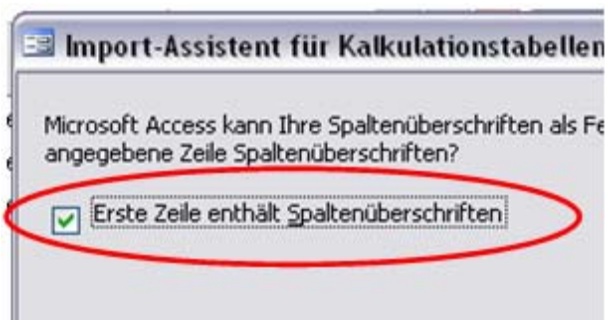 Import-Assistent für Kalkulationstabellen
Microsoft Access kann Ihre Spaltenüberschriften als
angegebene Zeile Spaltenüberschriften?
Erste Zeile enthält Spaltenüberschriften